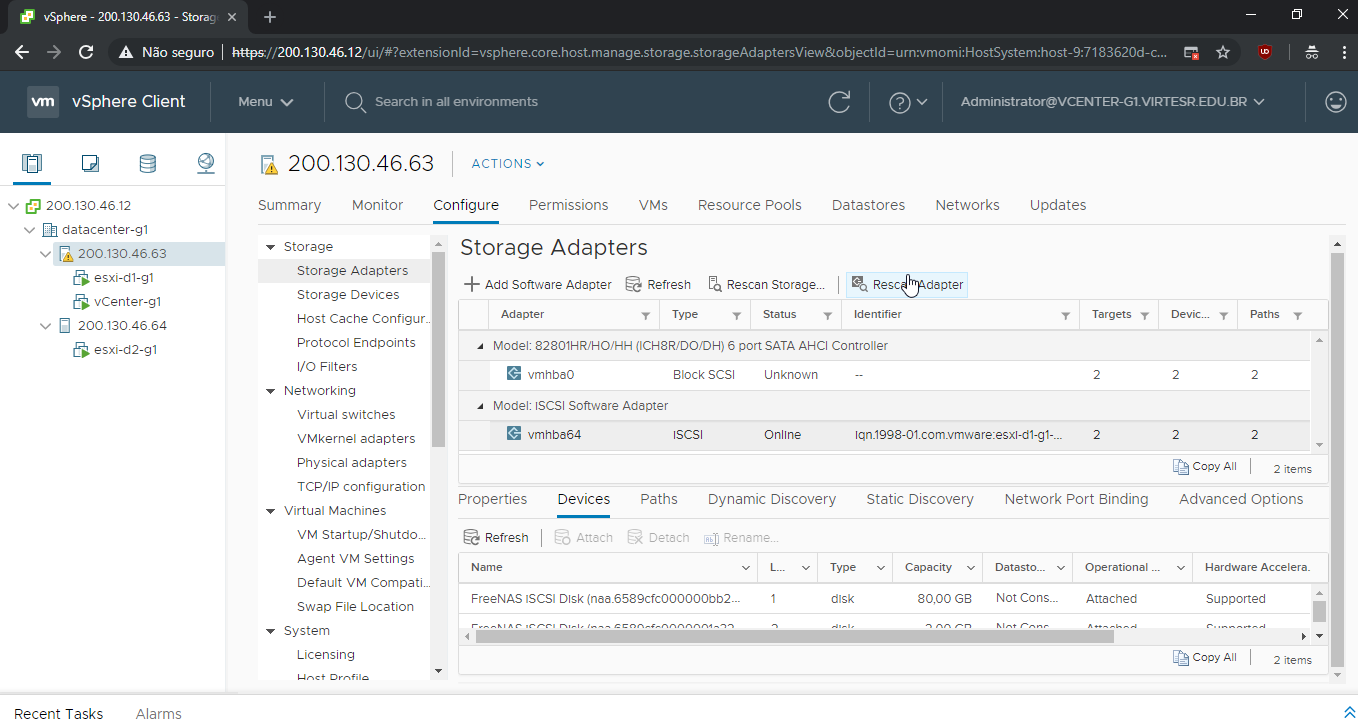 vSphere - 200.130.46.63 - Storag
Não seguro https://200.130.46.12/ui/#?extensionId=vsphere.core.host.manage.storage.storageAdaptersView&objectId=urn:vmomi:HostSystem:host-9:7183620d-c...
vm vSphere Client Menu Search in all environments Administrator@VCENTER-G1.VIRTESR.EDU.BR
200.130.46.12
datacenter-g1
200.130.46.63
esxi-d1-g1
vCenter-g1
200.130.46.64
esxi-d2-g1
200.130.46.63 ACTIONS
Summary Monitor Configure Permissions VMs Resource Pools Datastores Networks Updates
Storage
Storage Adapters
Storage Devices
Host Cache Configur..
Protocol Endpoints
I/O Filters
Networking
Virtual switches
VMkernel adapters
Physical adapters
TCP/IP configuration
Virtual Machines
VM Startup/Shutdo...
Agent VM Settings
Default VM Compati...
Swap File Location
System
Licensing
Host Profile
Storage Adapters
+ Add Software Adapter Refresh Rescan Storage... Adapter
Adapter Type Status Identifier Targets Devic... Paths
Model: 82801HR/HO/HH (ICH8R/DO/DH) 6 port SATA AHCI Controller
vmhba0 Block SCSI Unknown -- 2 2 2
Model: iSCSI Software Adapter
vmhba64 iSCSI Online iqn.1998-01.com.vmware:esxi-d1-g1-... 2 2 2
Copy All 2 items
Properties Devices Paths Dynamic Discovery Static Discovery Network Port Binding Advanced Options
Refresh Attach Detach Rename...
Name L... Type Capacity Datasto... Operational ... Hardware Accelera.
FreeNAS iSCSI Disk (naa.6589cfc000000bb2... 1 disk 80,00 GB Not Cons... Attached Supported
FreeNAS iSCSI Disk 2 disk 2,00 GB Not Cons... Attached Supported
Copy All 2 items
Recent Tasks Alarms